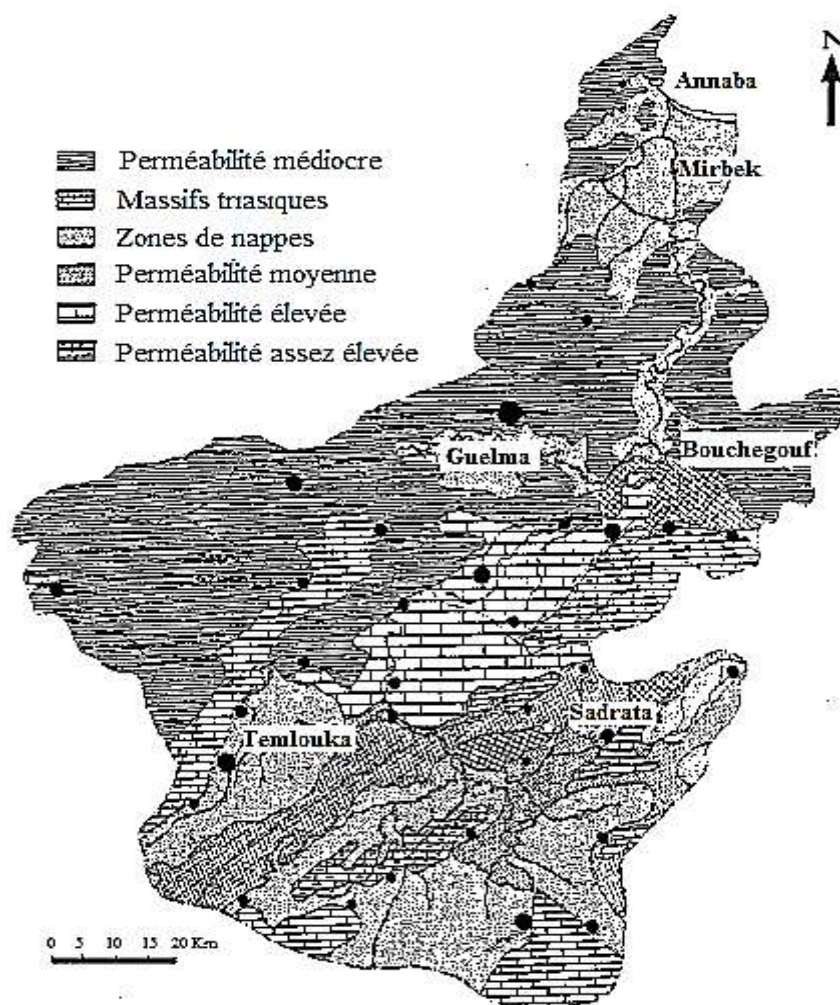 N
Annaba
Mirbek
Perméabilité médiocre
Massifs triasiques
Zones de nappes
Perméabilité moyenne
Perméabilité élevée
Perméabilité assez élevée
Guelma
Bouchegouf
Sadrata
Temlouka
0 5 10 15 20 Km